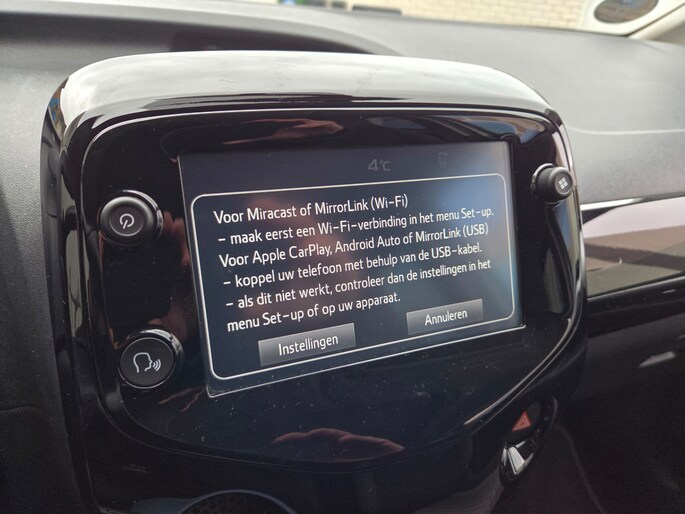 4°C
Voor Miracast of MirrorLink (Wi-Fi)
- maak eerst een Wi-Fi-verbinding in het menu Set-up.
Voor Apple CarPlay, Android Auto of MirrorLink (USB)
- koppel uw telefoon met behulp van de USB-kabel.
- als dit niet werkt, controleer dan de instellingen in het
menu Set-up of op uw apparaat.
Instellingen
Annuleren